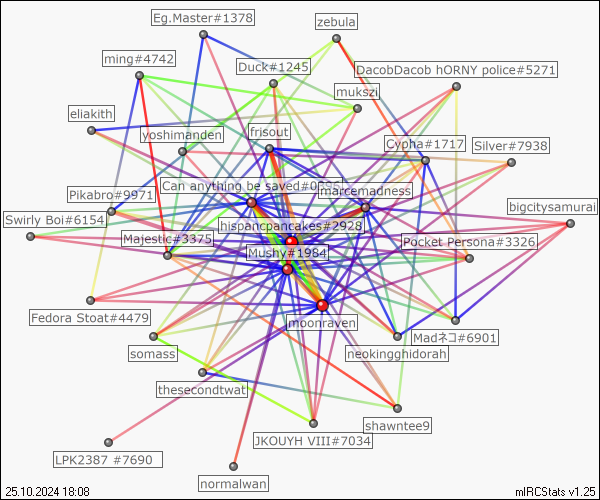 Eg.Master#1378
zebula
ming#4742
Duck#1245
DacobDacob hORNY police#5271
mukszi
eliakith
yoshimanden
frisout
Cypha#1717
Silver#7938
Can anything be saved#0
marcemadness
Pikabro#9971
bigcitysamurai
Swirly Boi#6154
hispancpancakes#2928
Majestic#3375
Pocket Persona#3326
Mushy#1984
Fedora Stoat#4479
moonraven
Madネコ#6901
somass
neokingghidorah
thesecondtwat
shawntee9
JKOUYH VIII#7034
LPK2387 #7690
normalwan
25.10.2024 18:08
mIRCStats v1.25